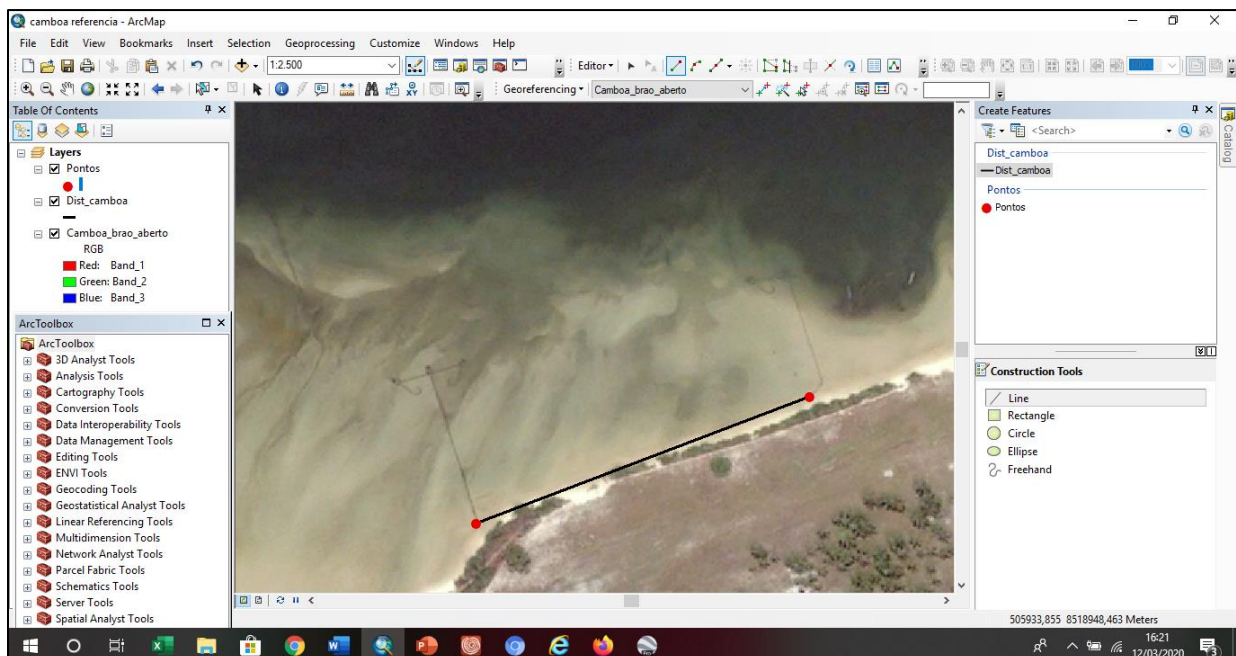 camboa referencia - ArcMap
File Edit View Bookmarks Insert Selection Geoprocessing Customize Windows Help
1:2.500
Editor
Georeferencing Camboa_brao_aberto
Table Of Contents
Layers
Pontos
Dist_camboa
Camboa_brao_aberto
RGB
Red: Band_1
Green: Band_2
Blue: Band_3
ArcToolbox
ArcToolbox
3D Analyst Tools
Analysis Tools
Cartography Tools
Conversion Tools
Data Interoperability Tools
Data Management Tools
Editing Tools
ENVI Tools
Geocoding Tools
Geostatistical Analyst Tools
Linear Referencing Tools
Multidimension Tools
Network Analyst Tools
Parcel Fabric Tools
Schematics Tools
Server Tools
Spatial Analyst Tools
Create Features
<Search>
Dist_camboa
Dist_camboa
Pontos
Pontos
Construction Tools
Line
Rectangle
Circle
Ellipse
Freehand
Catalog
505933,855 8518948,463 Meters
16:21
12/03/2020
3